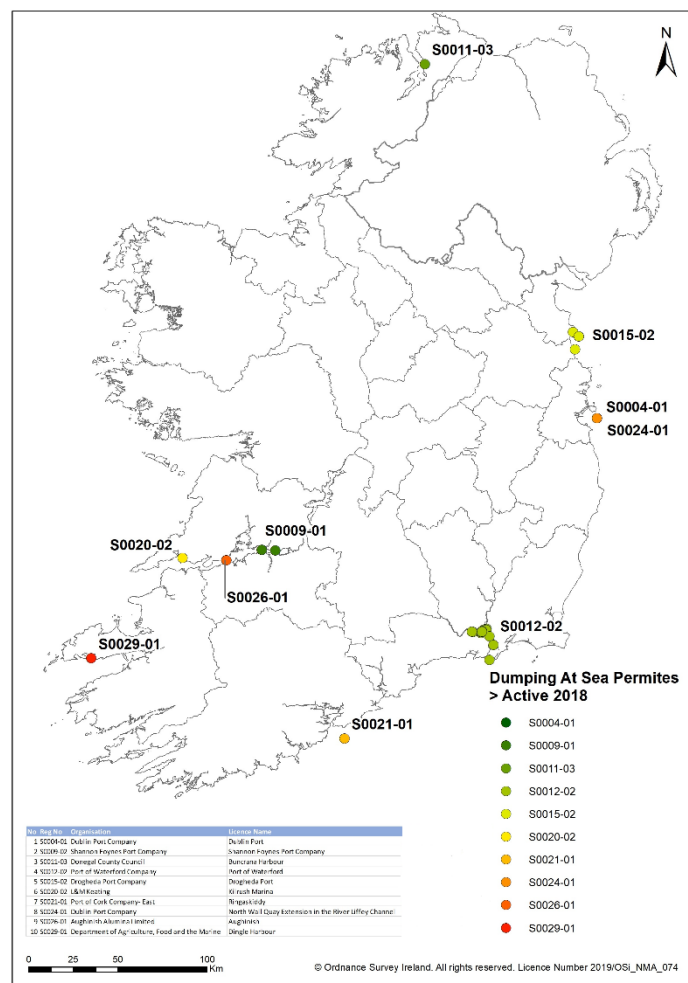 S0011-03
N
S0015-02
S0004-01
S0024-01
S0009-01
S0020-02
S0026-01
S0012-02
S0029-01
S0021-01
Dumping At Sea Permites
> Active 2018
S0004-01
S0009-01
S0011-03
S0012-02
S0015-02
S0020-02
S0021-01
S0024-01
S0026-01
S0029-01
No Reg No Organisation Licence Name
1 S0004-01 Dublin Port Company Dublin Port
2 S0009-02 Shannon Foynes Port Company Shannon Foynes Port Company
3 S0011-03 Donegal County Council Buncrana Harbour
4 S0012-02 Port of Waterford Company Port of Waterford
5 S0015-02 Drogheda Port Company Drogheda Port
6 S0020-02 L&M Keating Kilrush Marina
7 S0021-01 Port of Cork Company- East Ringaskiddy
8 S0024-01 Dublin Port Company North Wall Quay Extension in the River Liffey Channel
9 S0026-01 Aughinish Alumina Limited Aughinish
10 S0029-01 Department of Agriculture, Food and the Marine Dingle Harbour
0 25 50 100
Km
© Ordnance Survey Ireland. All rights reserved. Licence Number 2019/OSi_NMA_074